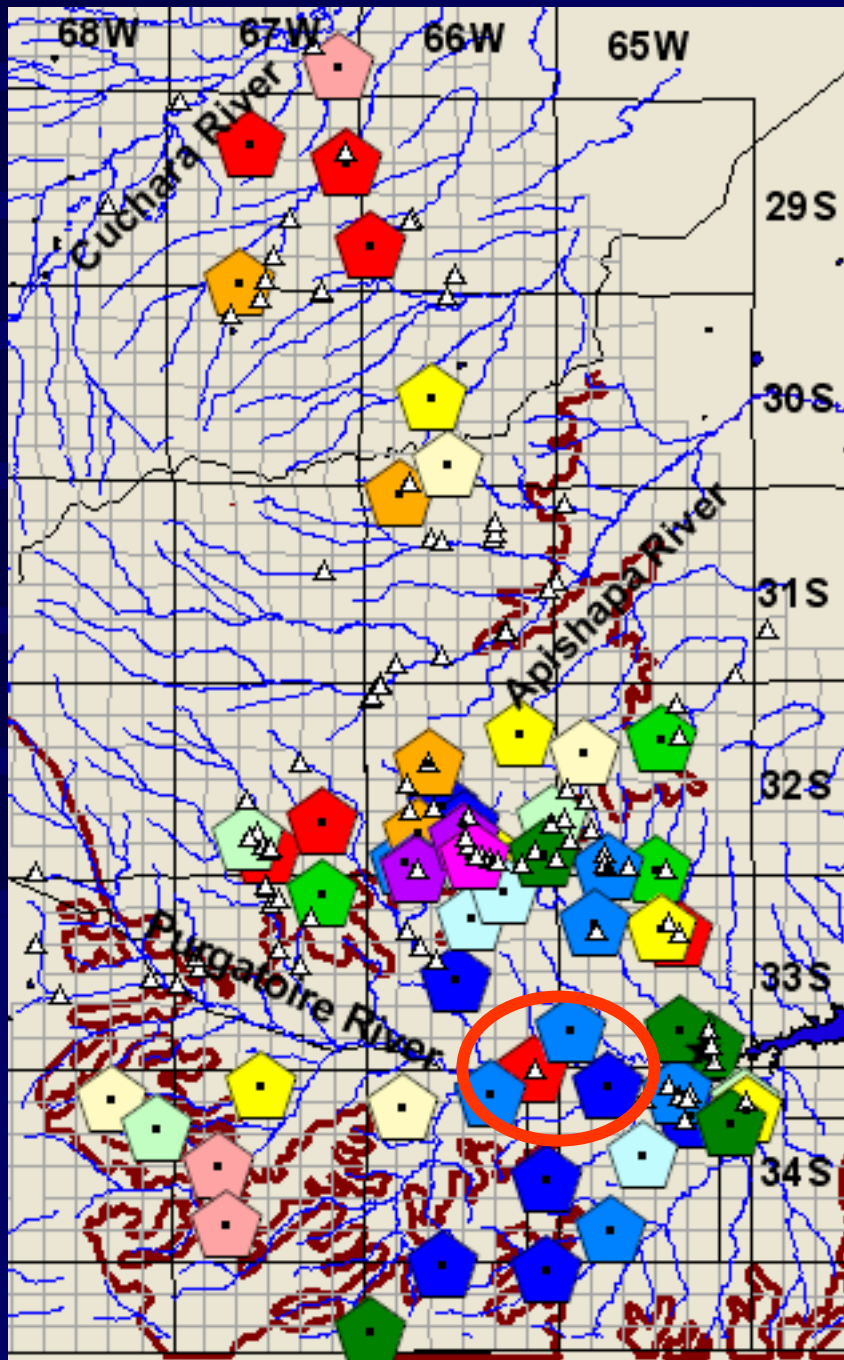 68W 67W 66W 65W
Cuchara River
29S
30S
Apishapa River
31S
32S
Purgatoire River
33S
34S